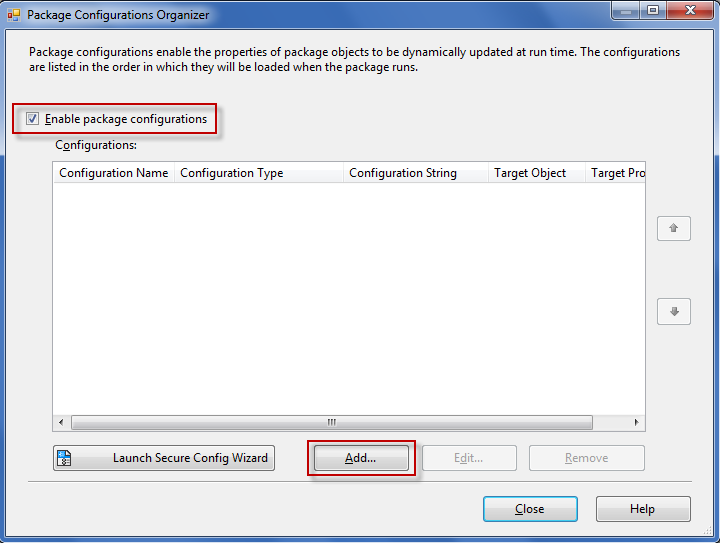 Package Configurations Organizer
Package configurations enable the properties of package objects to be dynamically updated at run time. The configurations
are listed in the order in which they will be loaded when the package runs.
Enable package configurations
Configurations:
Configuration Name Configuration Type Configuration String Target Object Target Pro
Launch Secure Config Wizard Add... Edit... Remove
Close Help